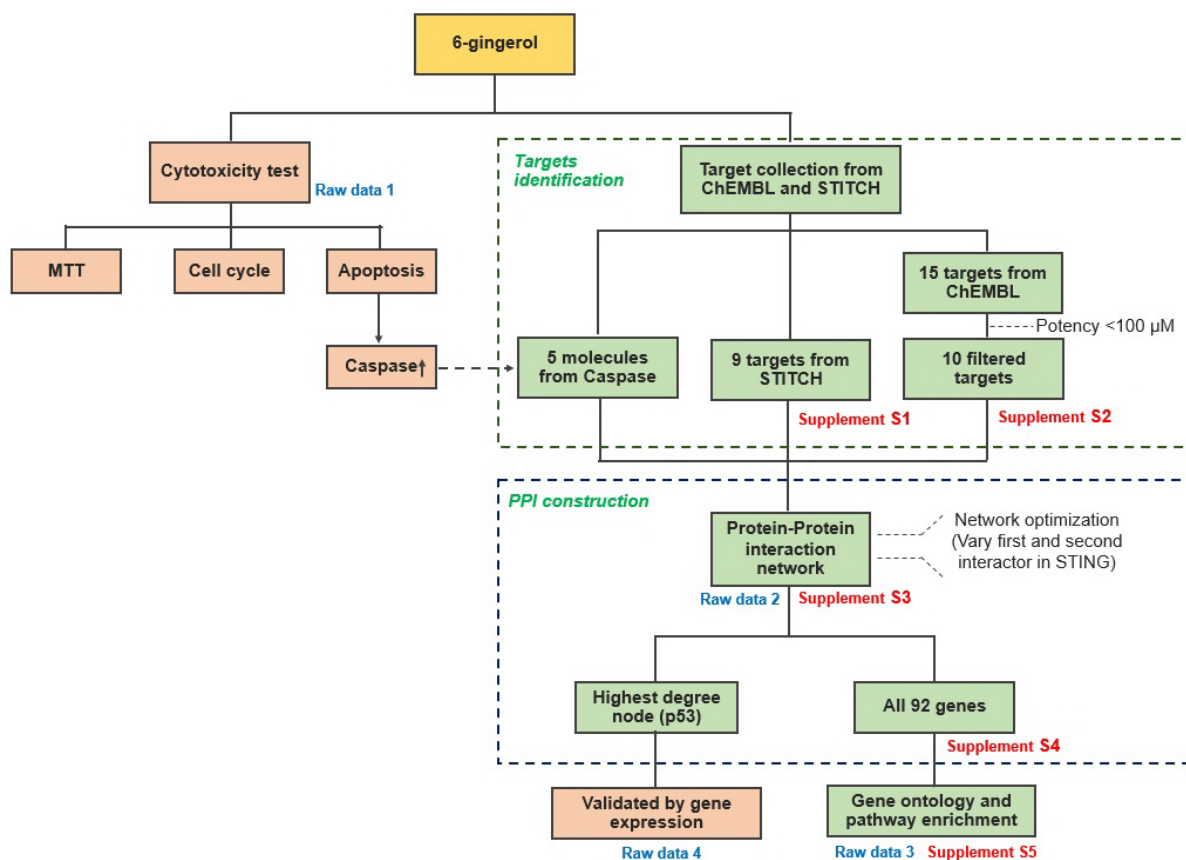 6-gingerol
Cytotoxicity test
Raw data 1
MTT
Cell cycle
Apoptosis
Caspase↑
Targets
identification
Target collection from
ChEMBL and STITCH
15 targets from
ChEMBL
Potency <100 µM
5 molecules
from Caspase
9 targets from
STITCH
10 filtered
targets
Supplement S1
Supplement S2
PPI construction
Protein-Protein
interaction
network
Network optimization
(Vary first and second
interactor in STING)
Raw data 2
Supplement S3
Highest degree
node (p53)
All 92 genes
Supplement S4
Validated by gene
expression
Gene ontology and
pathway enrichment
Raw data 4
Raw data 3
Supplement S5